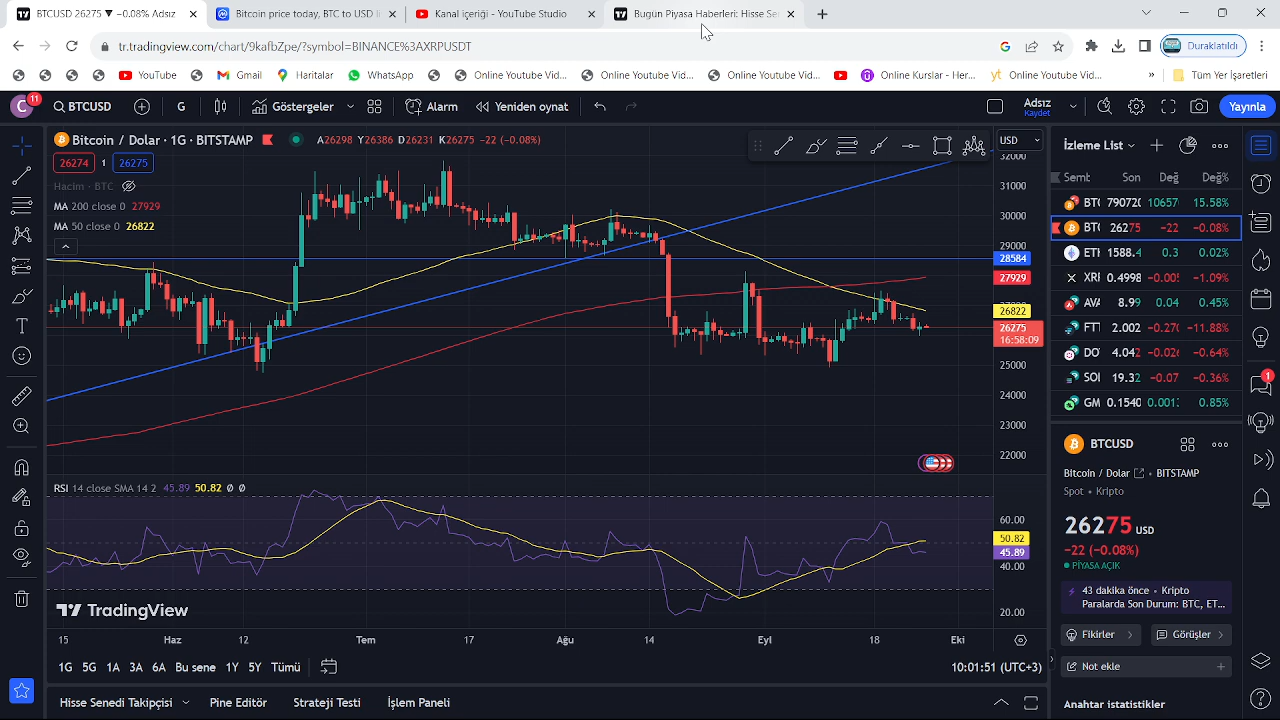 BTCUSD 26275 ▼ −0.08% Adsız
Bitcoin price today, BTC to USD li
Kanal içeriği - YouTube Studio
Bugün Piyasa Haberleri: Hisse Sen
tr.tradingview.com/chart/9kafbZpe/?symbol=BINANCE%3AXRPUSDT
Duraklatıldı
YouTube
Gmail
Haritalar
WhatsApp
Online Youtube Vid...
Online Youtube Vid...
Online Youtube Vid...
Online Kurslar - Her...
yt Online Youtube Vid...
»
Tüm Yer İşaretleri
C 11
BTCUSD
G
Göstergeler
Alarm
Yeniden oynat
Adsız
Kaydet
Yayınla
Bitcoin / Dolar · 1G · BITSTAMP
A26298 Y26386 D26231 K26275 −22 (−0.08%)
26274 1 26275
Hacim · BTC
MA 200 close 0 27929
MA 50 close 0 26822
USD
32000
31000
30000
29000
28584
27929
26822
26275
16:58:09
25000
24000
23000
22000
RSI 14 close SMA 14 2 45.89 50.82 Ø Ø
60.00
50.82
45.89
40.00
20.00
TradingView
15 Haz 12 Tem 17 Ağu 14 Eyl 18 Eki
1G 5G 1A 3A 6A Bu sene 1Y 5Y Tümü
10:01:51 (UTC+3)
Hisse Senedi Takipçisi
Pine Editör
Strateji Testi
İşlem Paneli
İzleme List
Seml Son Değ Değ%
BTC 79072 1065 15.58%
BTC 26275 −22 −0.08%
ETH 1588.4 0.3 0.02%
XRI 0.4998 −0.005 −1.09%
AVA 8.99 0.04 0.45%
FTT 2.002 −0.270 −11.88%
DO 4.042 −0.026 −0.64%
SOL 19.32 −0.07 −0.36%
GM 0.1540 0.0013 0.85%
BTCUSD
Bitcoin / Dolar BITSTAMP
Spot • Kripto
26275 USD
−22 (−0.08%)
PİYASA AÇIK
43 dakika önce • Kripto
Paralarda Son Durum: BTC, ET...
Fikirler
Görüşler
Not ekle
Anahtar istatistikler
1